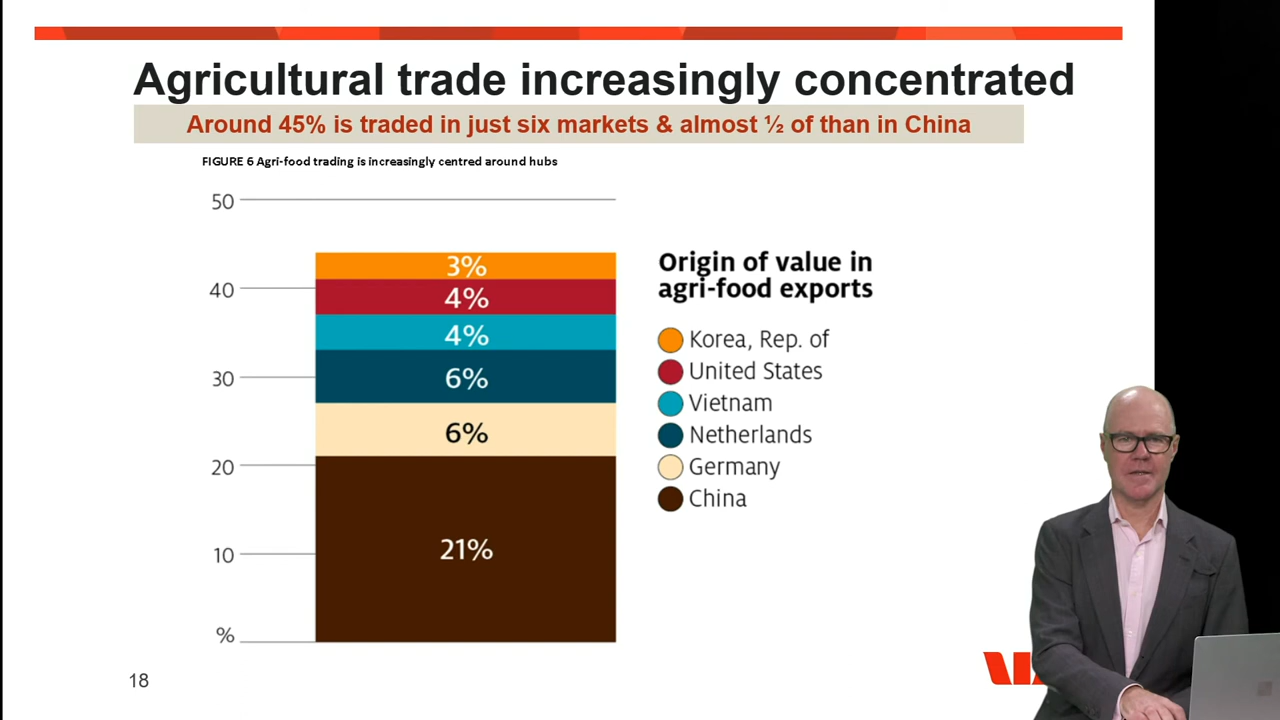 Agricultural trade increasingly concentrated
Around 45% is traded in just six markets & almost ½ of than in China
FIGURE 6 Agri-food trading is increasingly centred around hubs
50
40
30
20
10
%
3%
4%
4%
6%
6%
21%
Origin of value in
agri-food exports
Korea, Rep. of
United States
Vietnam
Netherlands
Germany
China
18